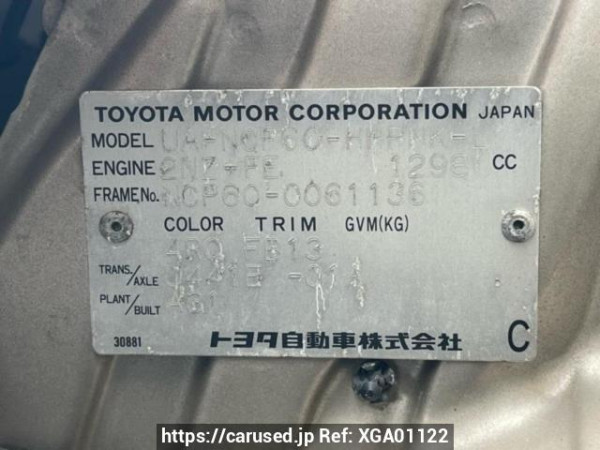 TOYOTA MOTOR CORPORATION JAPAN
MODEL UA-NCP60-
ENGINE 2NZ-FE 1298 CC
FRAME No. NCP60-0061136
COLOR TRIM GVM(KG)
4R0 FB13
TRANS./AXLE
PLANT/BUILT
30881 トヨタ自動車株式会社 C
https://carused.jp Ref: XGA01122